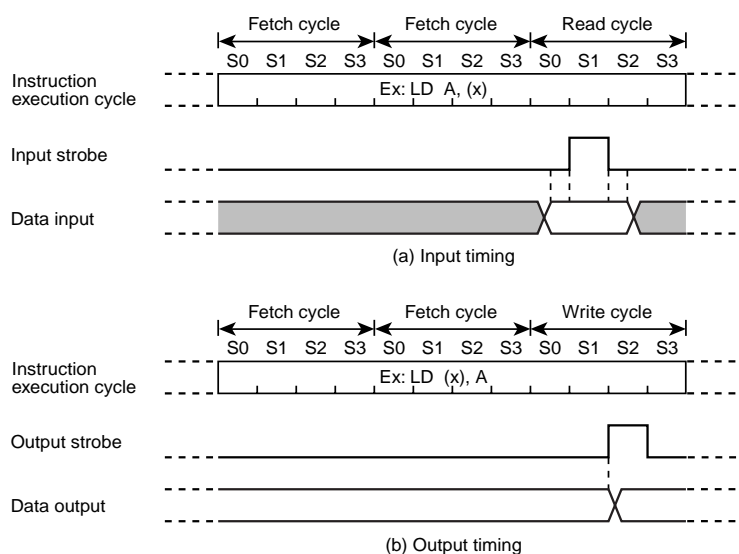 Fetch cycle Fetch cycle Read cycle
S0 S1 S2 S3 S0 S1 S2 S3 S0 S1 S2 S3
Instruction
execution cycle
Ex: LD A, (x)
Input strobe
Data input
(a) Input timing
Fetch cycle Fetch cycle Write cycle
S0 S1 S2 S3 S0 S1 S2 S3 S0 S1 S2 S3
Instruction
execution cycle
Ex: LD (x), A
Output strobe
Data output
(b) Output timing